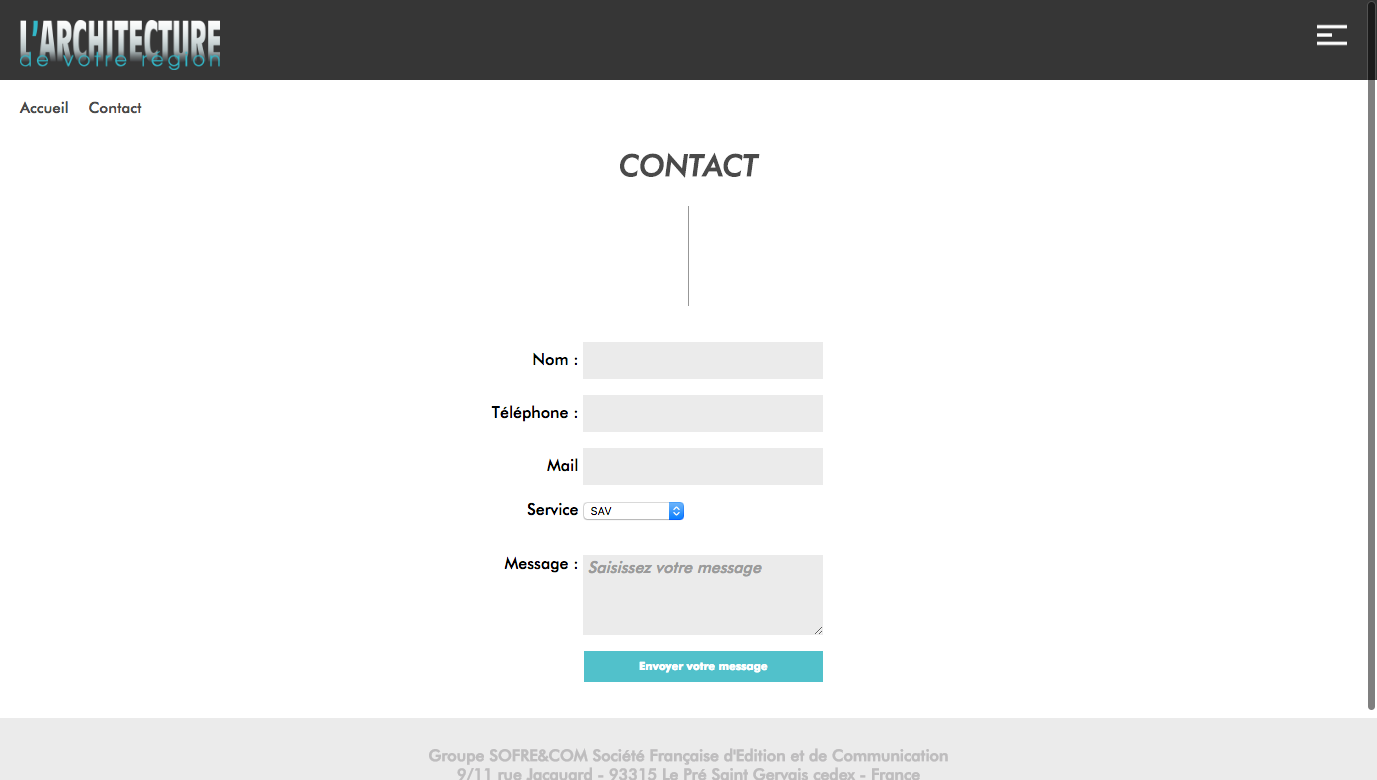 L'ARCHITECTURE
de votre région
Accueil Contact
CONTACT
Nom :
Téléphone :
Mail
Service SAV
Message : Saisissez votre message
Envoyer votre message
Groupe SOFRE&COM Société Française d'Edition et de Communication
9/11 rue Jacquard - 93315 Le Pré Saint Gervais cedex - France